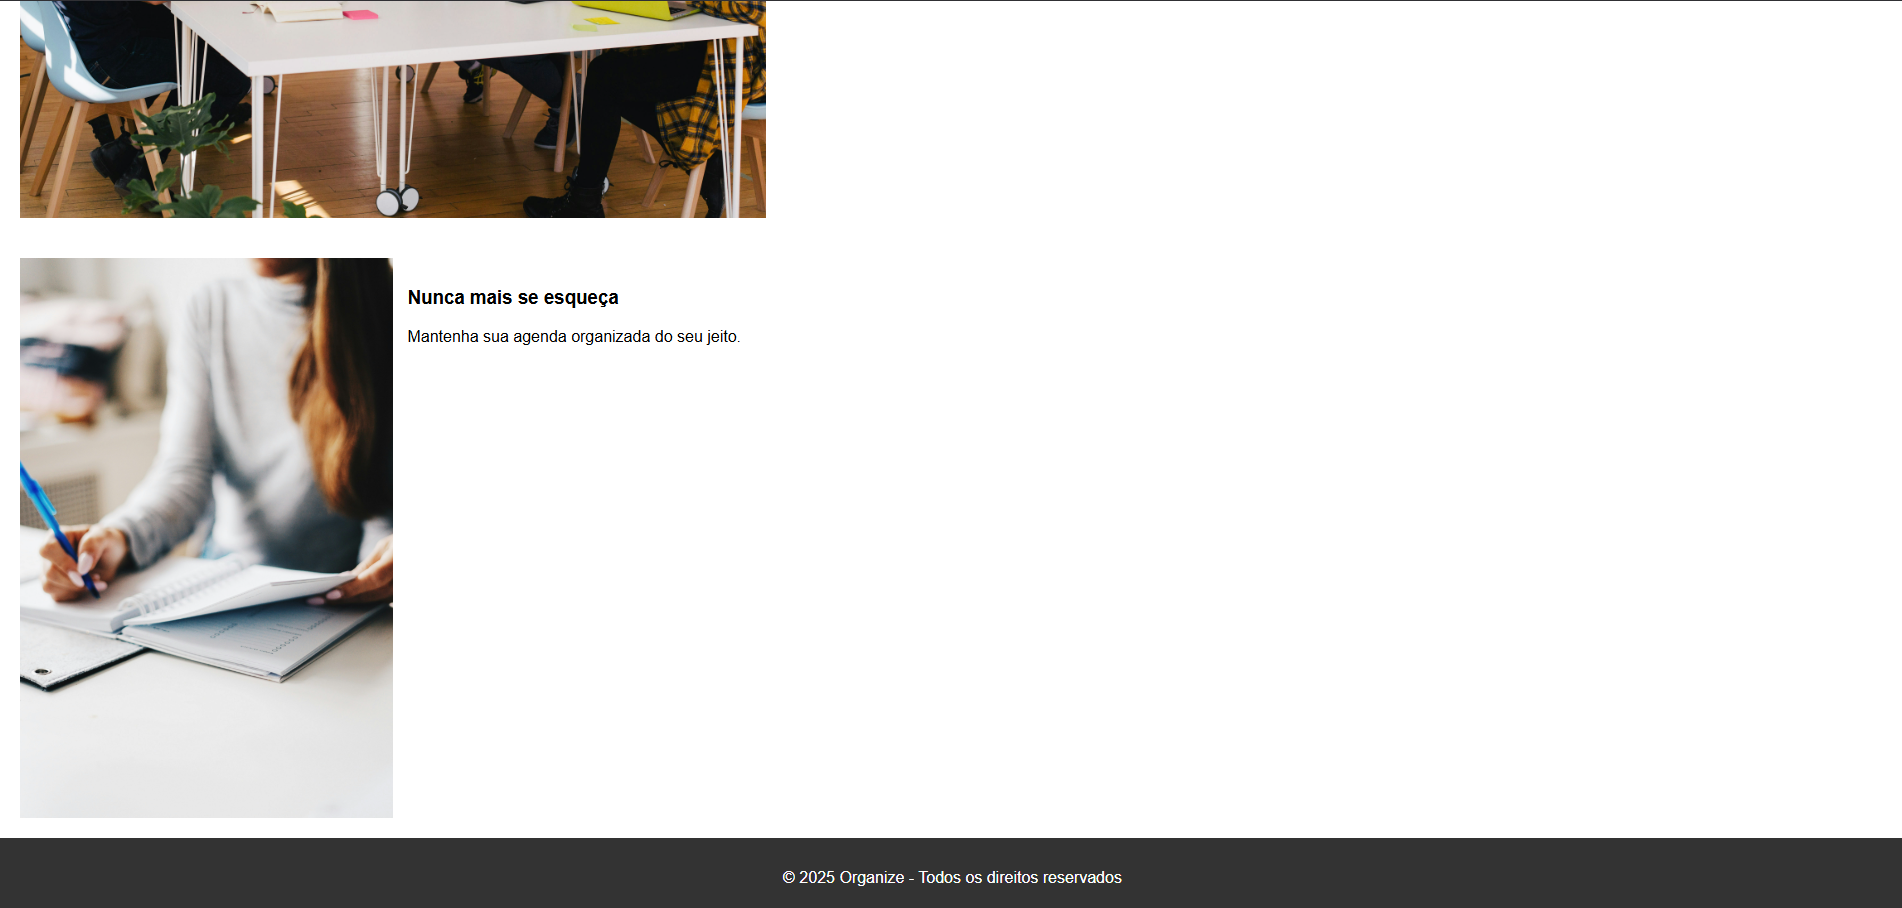 Nunca mais se esqueça
Mantenha sua agenda organizada do seu jeito.
© 2025 Organize - Todos os direitos reservados